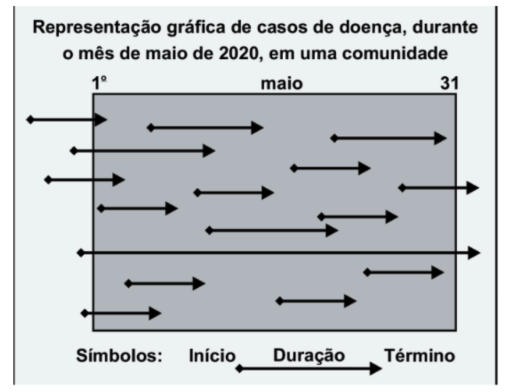 Representação gráfica de casos de doença, durante
o mês de maio de 2020, em uma comunidade
1º maio 31
Símbolos: Início Duração Término